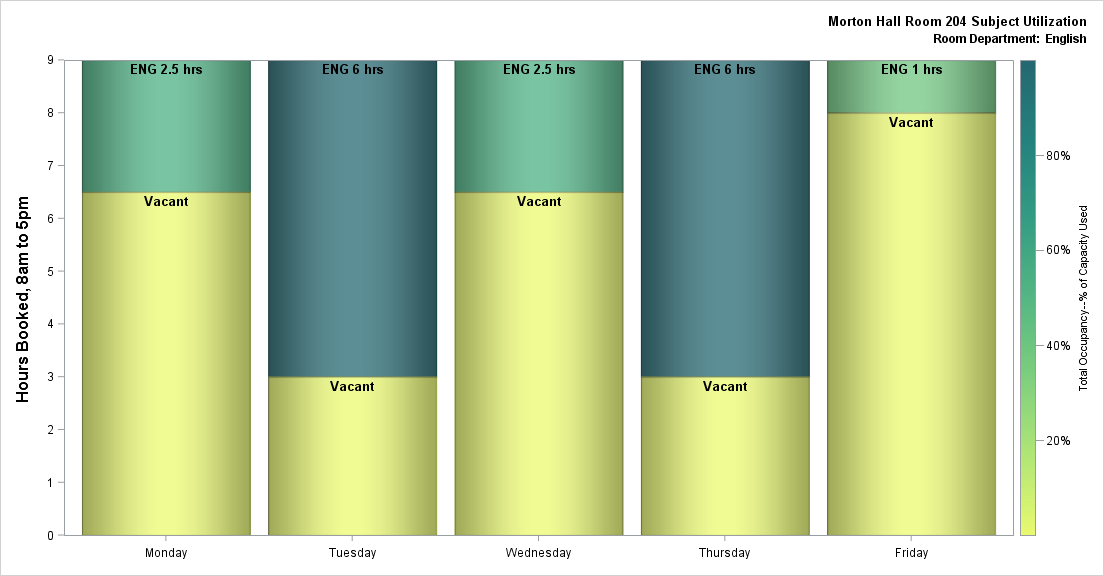 Morton Hall Room 204 Subject Utilization
Room Department: English
Hours Booked, 8am to 5pm
9
8
7
6
5
4
3
2
1
0
ENG 2.5 hrs
Vacant
ENG 6 hrs
Vacant
ENG 2.5 hrs
Vacant
ENG 6 hrs
Vacant
ENG 1 hrs
Vacant
Monday
Tuesday
Wednesday
Thursday
Friday
80%
60%
40%
20%
Total Occupancy--% of Capacity Used